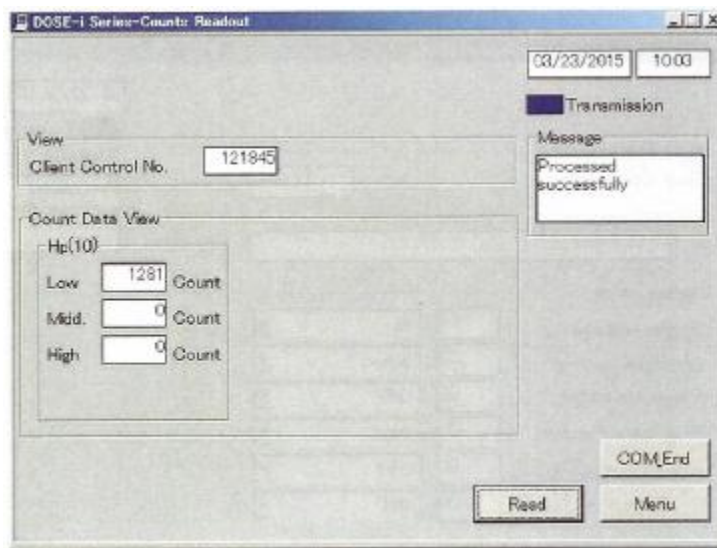 DOSE-i Series-Counts Readout
03/23/2015 10:03
Transmission
View
Client Control No. 121845
Message
Processed
successfully
Count Data View
Hp(10)
Low 1281 Count
Midd. 0 Count
High 0 Count
COM,End
Read Menu